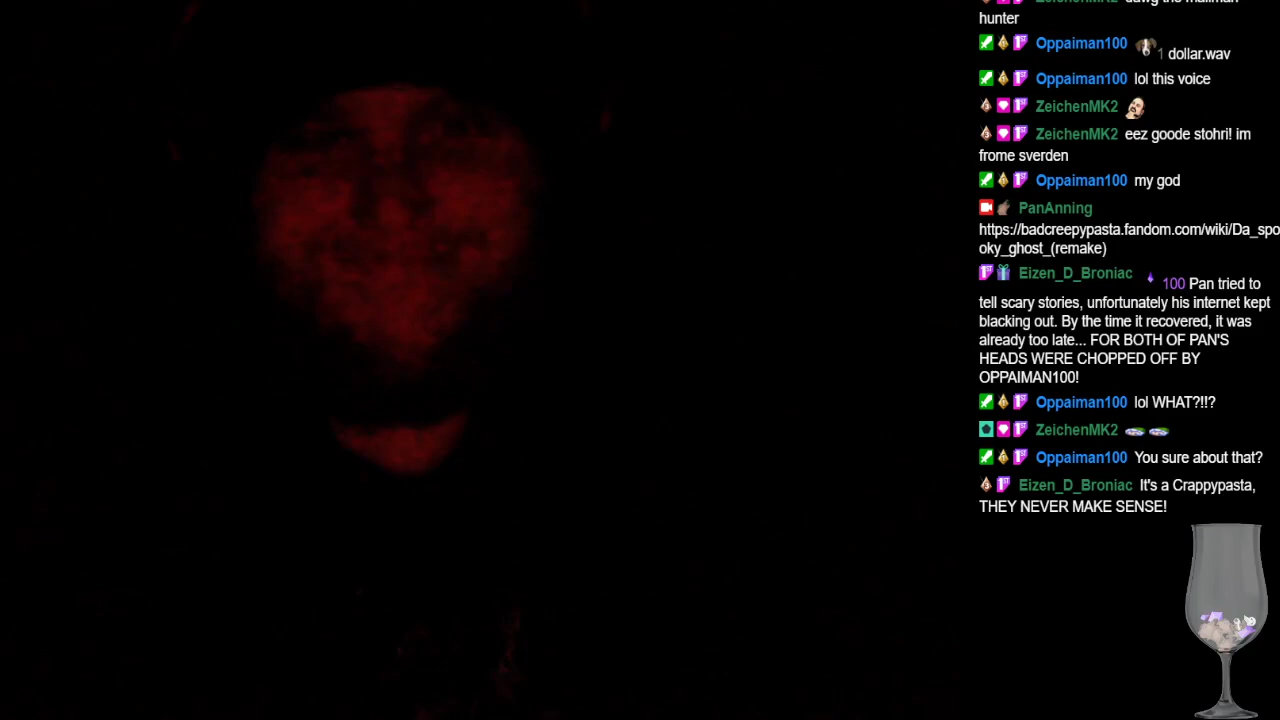 hunter
Oppaiman100 1 dollar.wav
Oppaiman100 lol this voice
ZeichenMK2
ZeichenMK2 eez goode stohri! im
frome sverden
Oppaiman100 my god
PanAnning
https://badcreepypasta.fandom.com/wiki/Da_spo
oky_ghost_(remake)
Eizen_D_Broniac 100 Pan tried to
tell scary stories, unfortunately his internet kept
blacking out. By the time it recovered, it was
already too late... FOR BOTH OF PAN'S
HEADS WERE CHOPPED OFF BY
OPPAIMAN100!
Oppaiman100 lol WHAT?!!?
ZeichenMK2
Oppaiman100 You sure about that?
Eizen_D_Broniac It's a Crappypasta,
THEY NEVER MAKE SENSE!